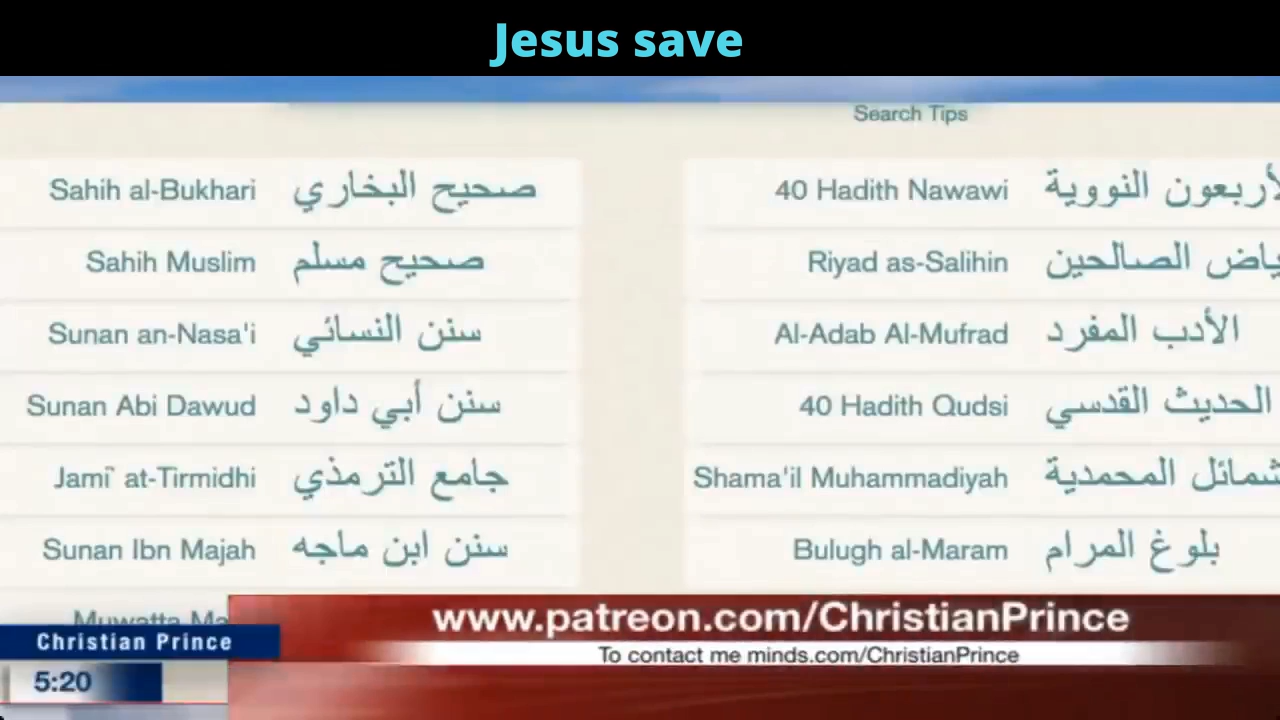 Jesus save
Search Tips
Sahih al-Bukhari صحيح البخاري
Sahih Muslim صحيح مسلم
Sunan an-Nasa'i سنن النسائي
Sunan Abi Dawud سنن أبي داود
Jami` at-Tirmidhi جامع الترمذي
Sunan Ibn Majah سنن ابن ماجه
Muwatta Ma
40 Hadith Nawawi لأربعون النووية
Riyad as-Salihin ياض الصالحين
Al-Adab Al-Mufrad الأدب المفرد
40 Hadith Qudsi الحديث القدسي
Shama'il Muhammadiyah شمائل المحمدية
Bulugh al-Maram بلوغ المرام
www.patreon.com/ChristianPrince
Christian Prince
To contact me minds.com/ChristianPrince
5:20